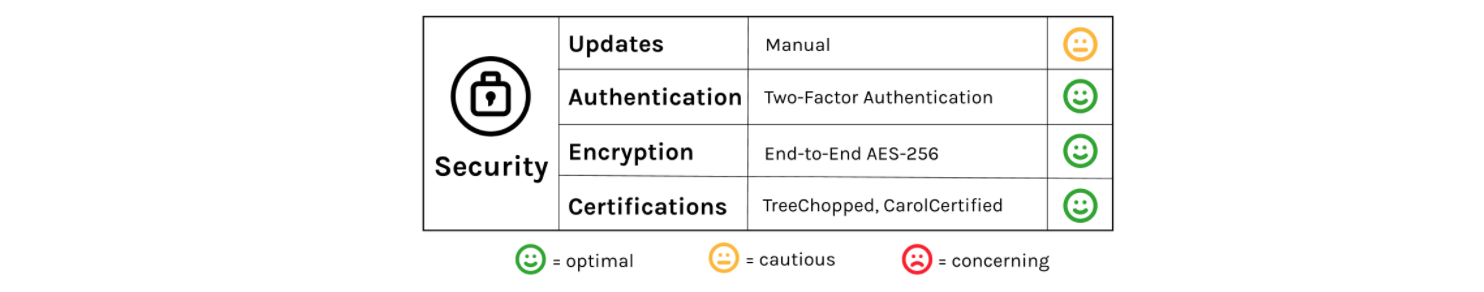 Security
Updates Manual
Authentication Two-Factor Authentication
Encryption End-to-End AES-256
Certifications TreeChopped, CarolCertified
= optimal = cautious = concerning